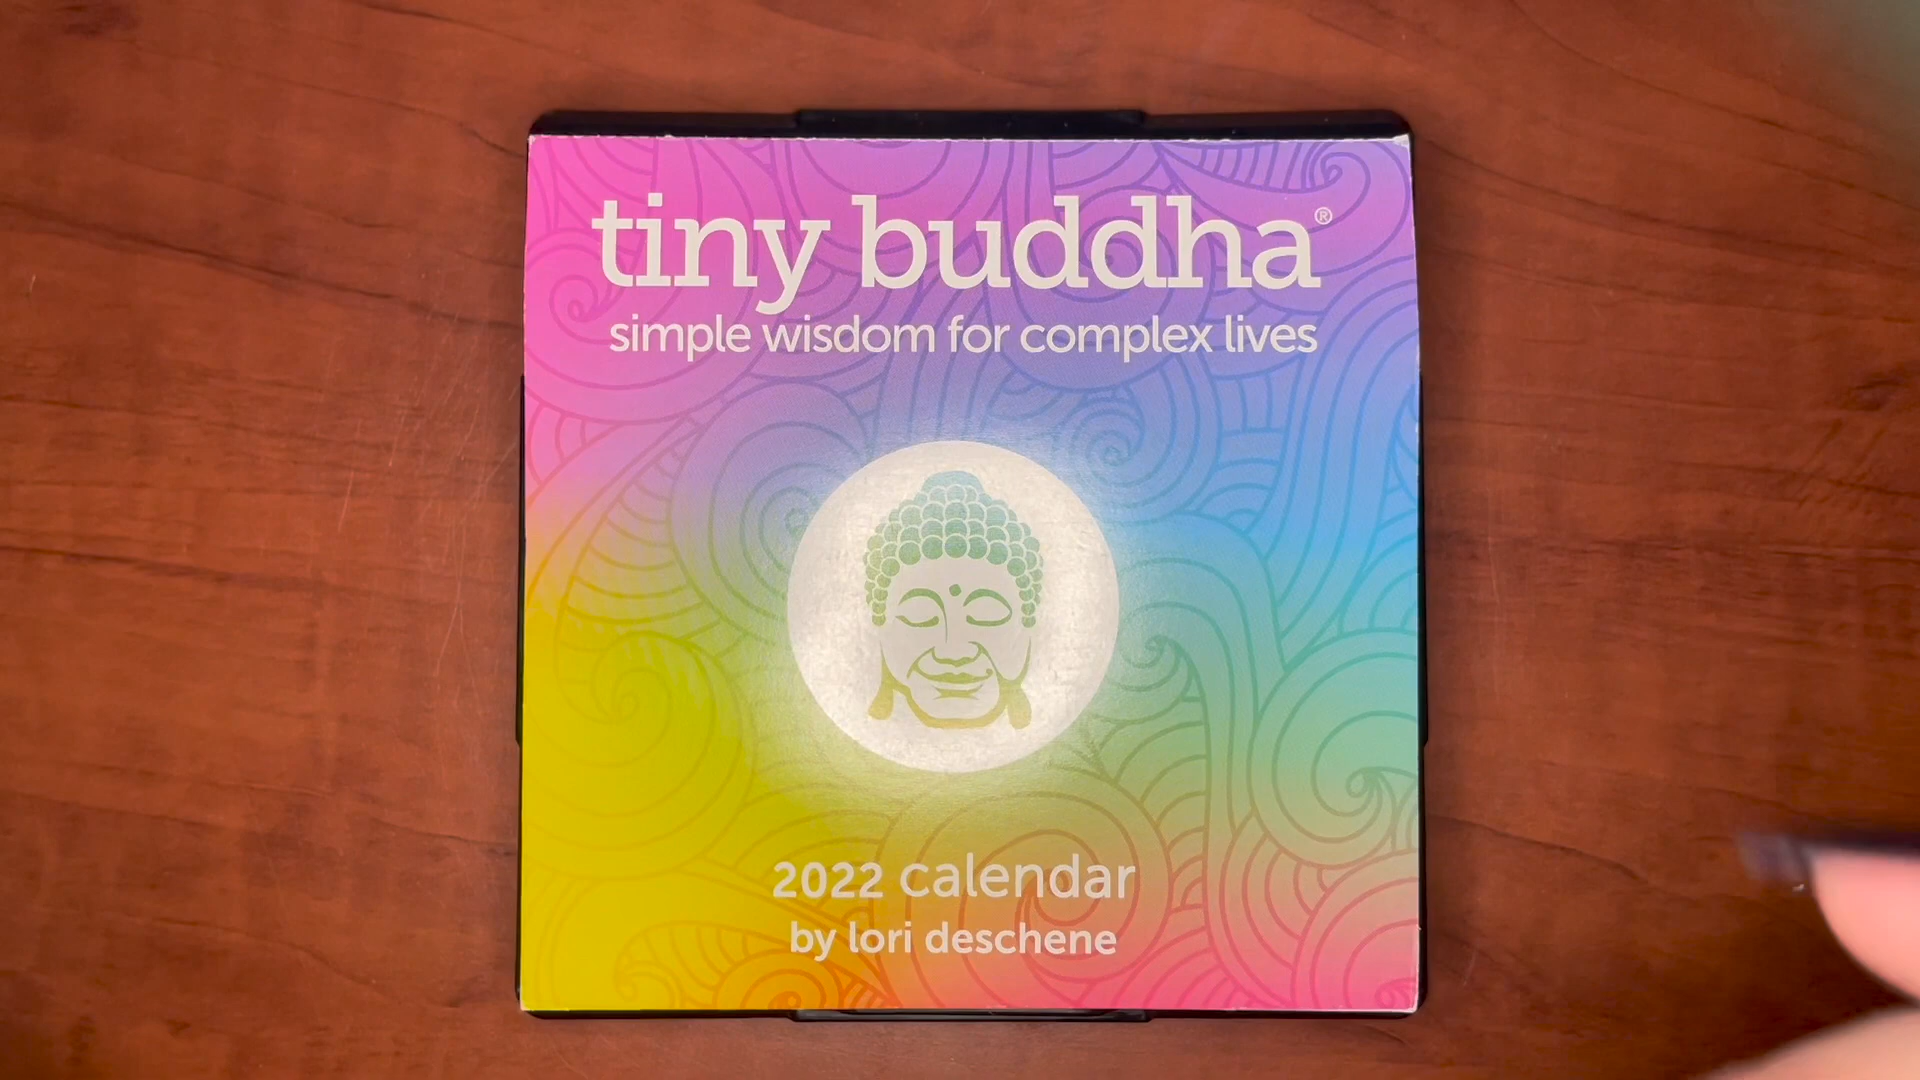 tiny buddha®
simple wisdom for complex lives
2022 calendar
by lori deschene